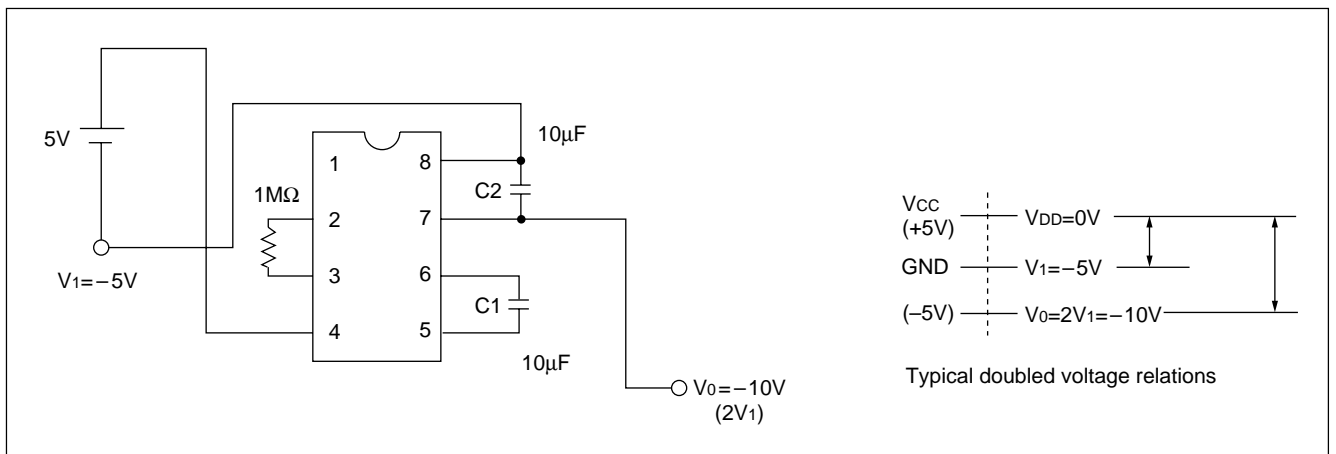 5V
V1=−5V
1MΩ
1
2
3
4
8
7
6
5
10μF
C2
C1
10μF
V0=−10V
(2V1)
VCC
(+5V)
VDD=0V
GND
V1=−5V
(−5V)
V0=2V1=−10V
Typical doubled voltage relations